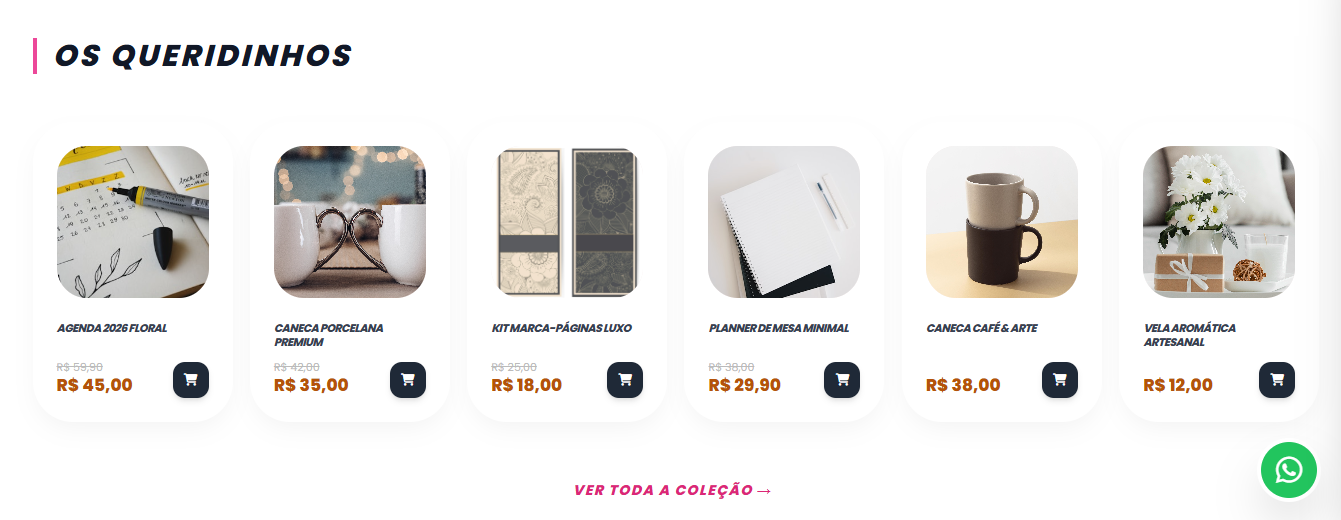 OS QUERIDINHOS
AGENDA 2026 FLORAL
R$ 59,90
R$ 45,00
CANECA PORCELANA
PREMIUM
R$ 42,00
R$ 35,00
KIT MARCA-PÁGINAS LUXO
R$ 25,00
R$ 18,00
PLANNER DE MESA MINIMAL
R$ 38,00
R$ 29,90
CANECA CAFÉ & ARTE
R$ 38,00
VELA AROMÁTICA
ARTESANAL
R$ 12,00
VER TODA A COLEÇÃO →